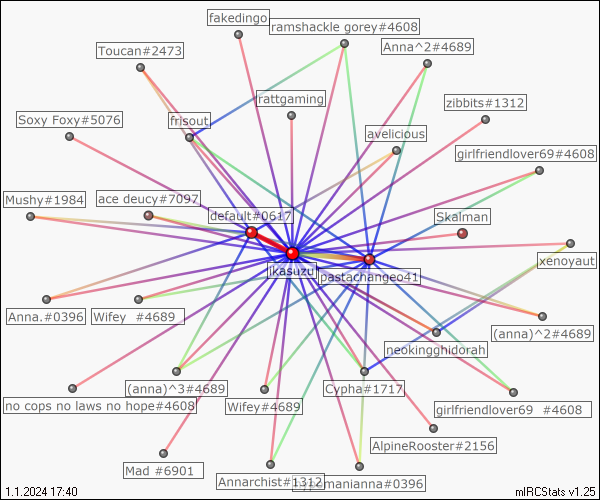 fakedingo
ramshackle gorey#4608
Toucan#2473
Anna^2#4689
rattgaming
zibbits#1312
Soxy Foxy#5076
frisout
avelicious
girlfriendlover69#4608
Mushy#1984
ace deucy#7097
default#0617
Skalman
xenoyaut
ikasuzu
pastachangeo41
Anna.#0396
Wifey  #4689
(anna)^2#4689
neokingghidorah
(anna)^3#4689
Cypha#1717
no cops no laws no hope#4608
Wifey#4689
girlfriendlover69  #4608
AlpineRooster#2156
Mad #6901
Annarchist#1312
manianna#0396
1.1.2024 17:40
mIRCStats v1.25